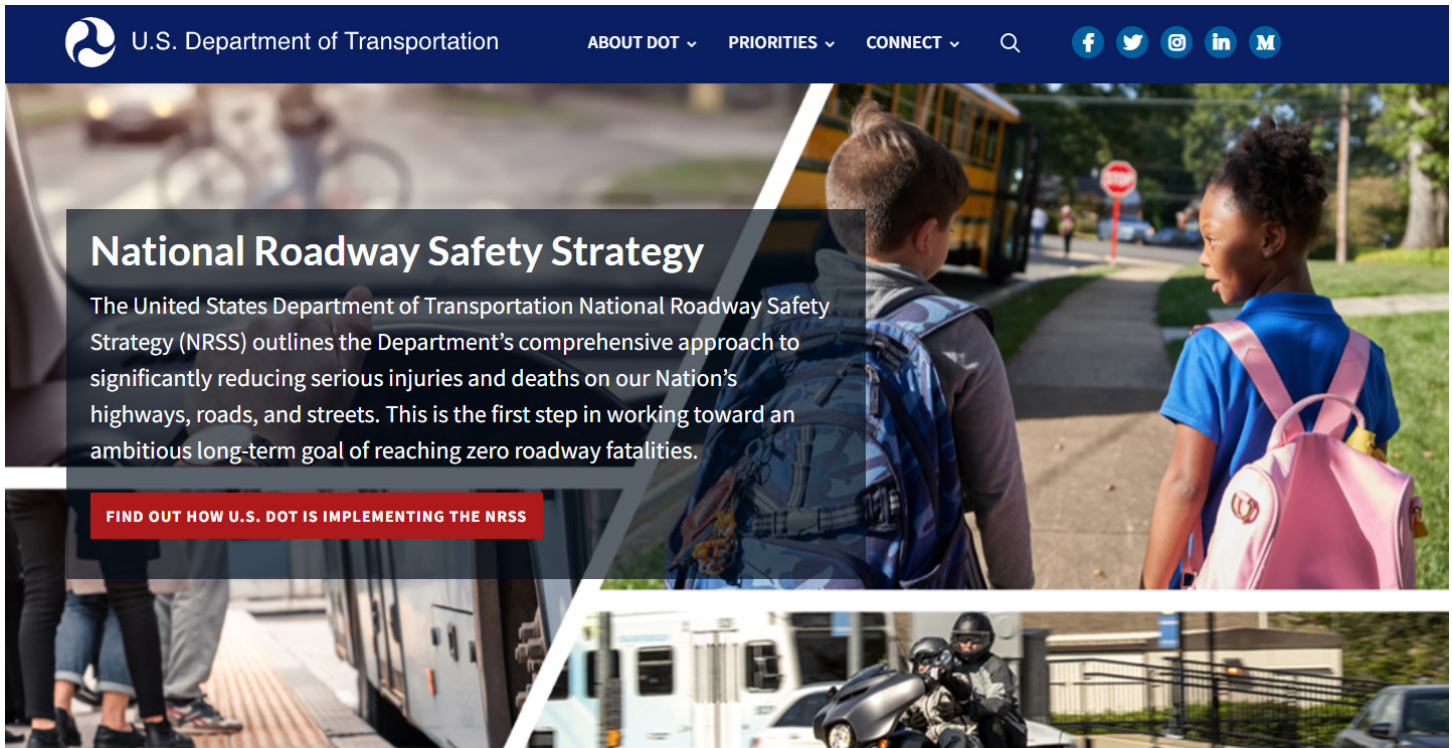 U.S. Department of Transportation
ABOUT DOT
PRIORITIES
CONNECT
National Roadway Safety Strategy
The United States Department of Transportation National Roadway Safety
Strategy (NRSS) outlines the Department's comprehensive approach to
significantly reducing serious injuries and deaths on our Nation's
highways, roads, and streets. This is the first step in working toward an
ambitious long-term goal of reaching zero roadway fatalities.
FIND OUT HOW U.S. DOT IS IMPLEMENTING THE NRSS
STOP